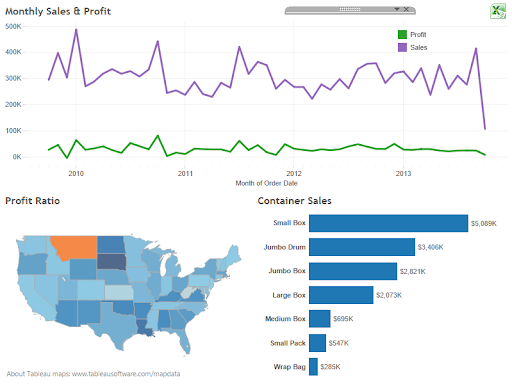 Monthly Sales & Profit
500K
400K
300K
200K
100K
0K
Profit
Sales
2010
2011
2012
2013
Month of Order Date
Profit Ratio
About Tableau maps: www.tableausoftware.com/mapdata
Container Sales
Small Box $5,089K
Jumbo Drum $3,406K
Jumbo Box $2,821K
Large Box $2,073K
Medium Box $695K
Small Pack $547K
Wrap Bag $285K